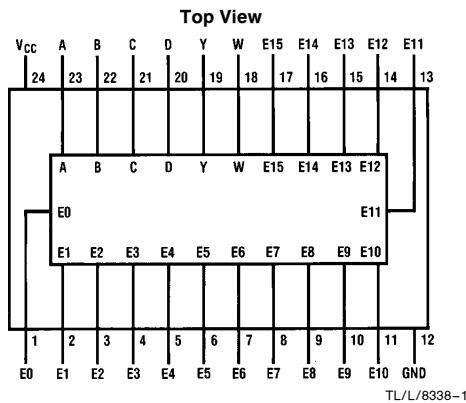 Top View
VCC A B C D Y W E15 E14 E13 E12 E11
24 23 22 21 20 19 18 17 16 15 14 13
A B C D Y W E15 E14 E13 E12
E0 E11
E1 E2 E3 E4 E5 E6 E7 E8 E9 E10
1 2 3 4 5 6 7 8 9 10 11 12
E0 E1 E2 E3 E4 E5 E6 E7 E8 E9 E10 GND
TL/L/8338–1